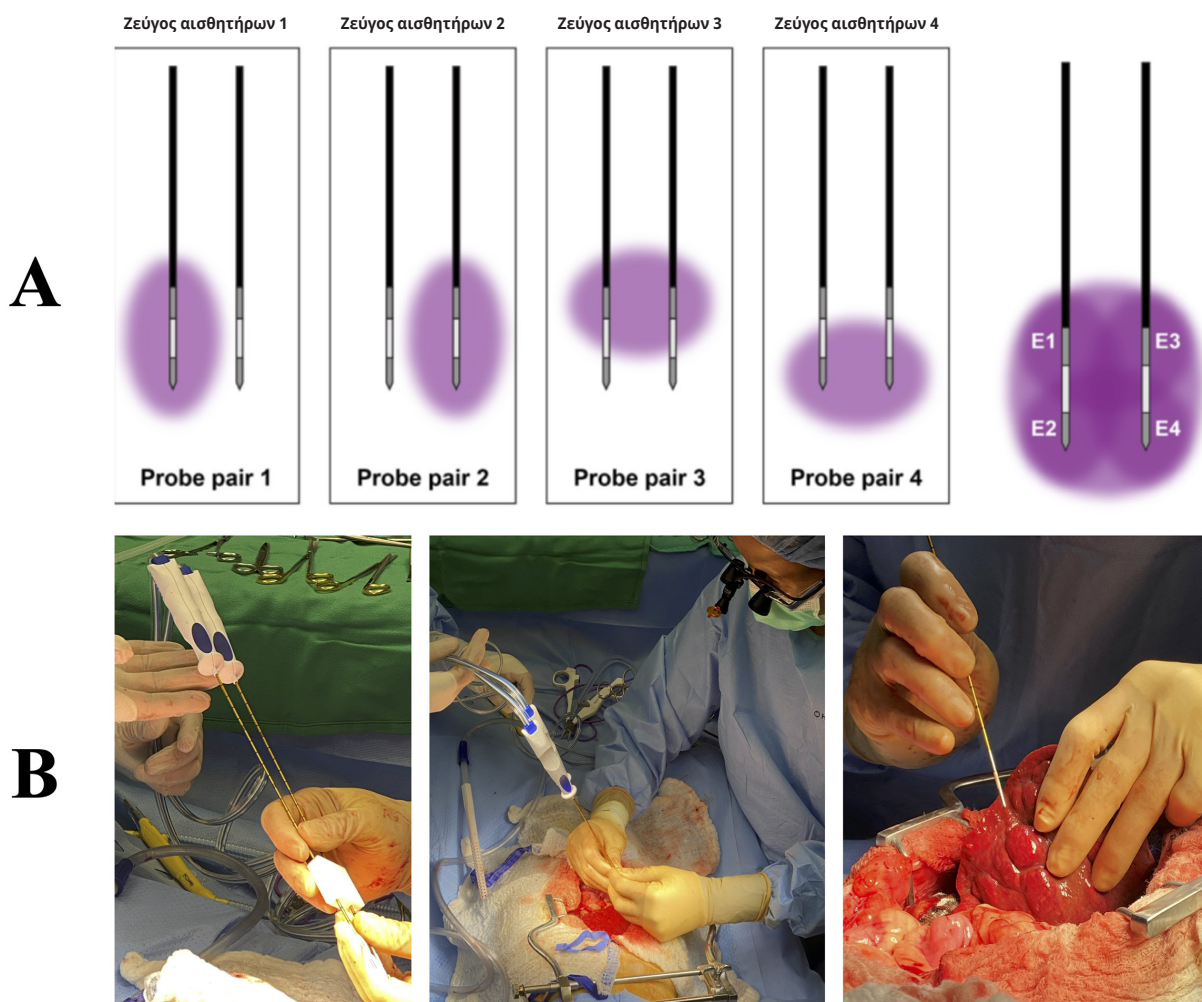 Ζεύγος αισθητήρων 1
Ζεύγος αισθητήρων 2
Ζεύγος αισθητήρων 3
Ζεύγος αισθητήρων 4
A
E1
E3
E2
E4
Probe pair 1
Probe pair 2
Probe pair 3
Probe pair 4
B